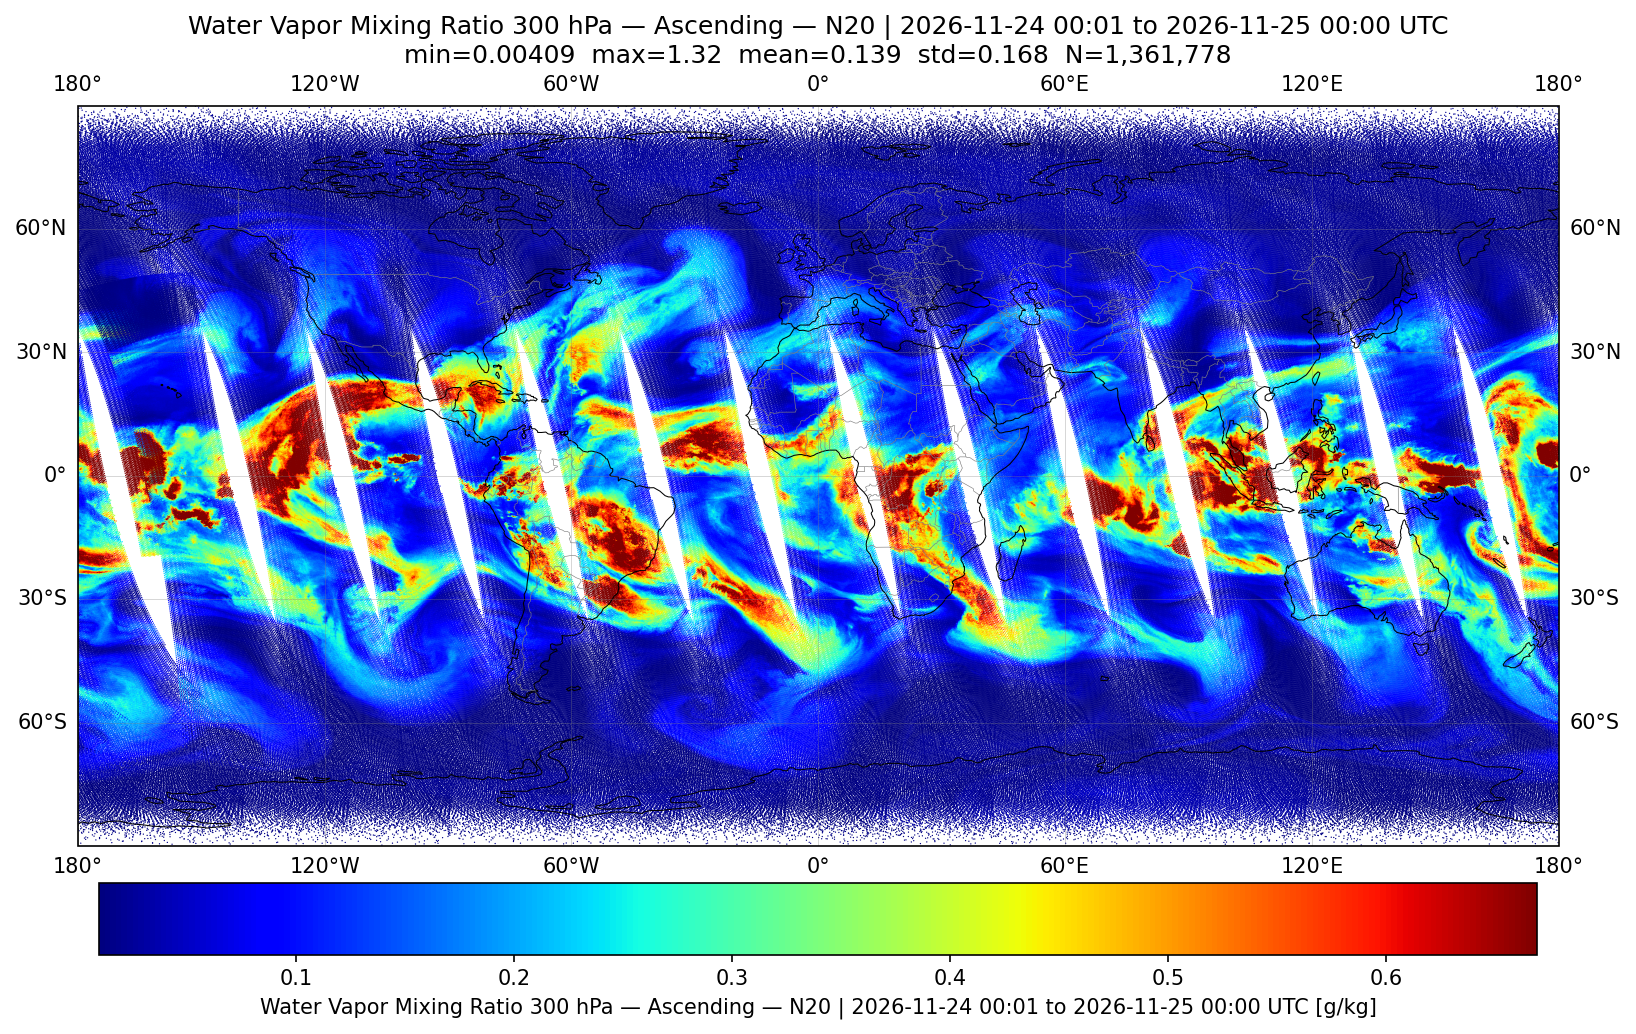 Water Vapor Mixing Ratio 300 hPa — Ascending — N20 | 2026-11-24 00:01 to 2026-11-25 00:00 UTC
min=0.00409 max=1.32 mean=0.139 std=0.168 N=1,361,778
180° 120°W 60°W 0° 60°E 120°E 180°
60°N 60°N
30°N 30°N
0° 0°
30°S 30°S
60°S 60°S
180° 120°W 60°W 0° 60°E 120°E 180°
0.1 0.2 0.3 0.4 0.5 0.6
Water Vapor Mixing Ratio 300 hPa — Ascending — N20 | 2026-11-24 00:01 to 2026-11-25 00:00 UTC [g/kg]